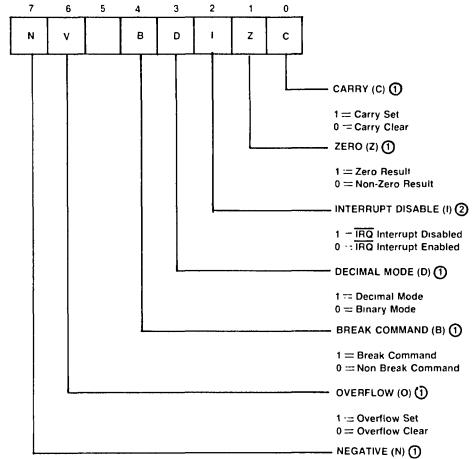 7 6 5 4 3 2 1 0
N V B D I Z C
CARRY (C) ①
1 = Carry Set
0 = Carry Clear
ZERO (Z) ①
1 = Zero Result
0 = Non-Zero Result
INTERRUPT DISABLE (I) ②
1 = IRQ Interrupt Disabled
0 = IRQ Interrupt Enabled
DECIMAL MODE (D) ①
1 = Decimal Mode
0 = Binary Mode
BREAK COMMAND (B) ①
1 = Break Command
0 = Non Break Command
OVERFLOW (O) ①
1 = Overflow Set
0 = Overflow Clear
NEGATIVE (N) ①